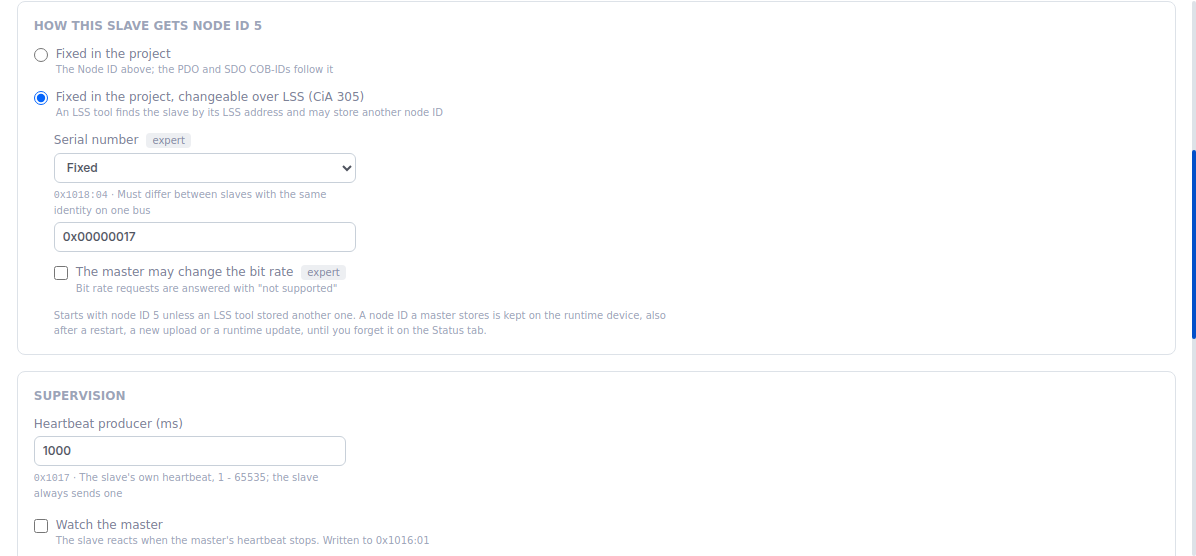 HOW THIS SLAVE GETS NODE ID 5
Fixed in the project
The Node ID above; the PDO and SDO COB-IDs follow it
Fixed in the project, changeable over LSS (CiA 305)
An LSS tool finds the slave by its LSS address and may store another node ID
Serial number expert
Fixed
0x1018:04 · Must differ between slaves with the same
identity on one bus
0x00000017
The master may change the bit rate expert
Bit rate requests are answered with "not supported"
Starts with node ID 5 unless an LSS tool stored another one. A node ID a master stores is kept on the runtime device, also
after a restart, a new upload or a runtime update, until you forget it on the Status tab.
SUPERVISION
Heartbeat producer (ms)
1000
0x1017 · The slave's own heartbeat, 1 - 65535; the slave
always sends one
Watch the master
The slave reacts when the master's heartbeat stops. Written to 0x1016:01